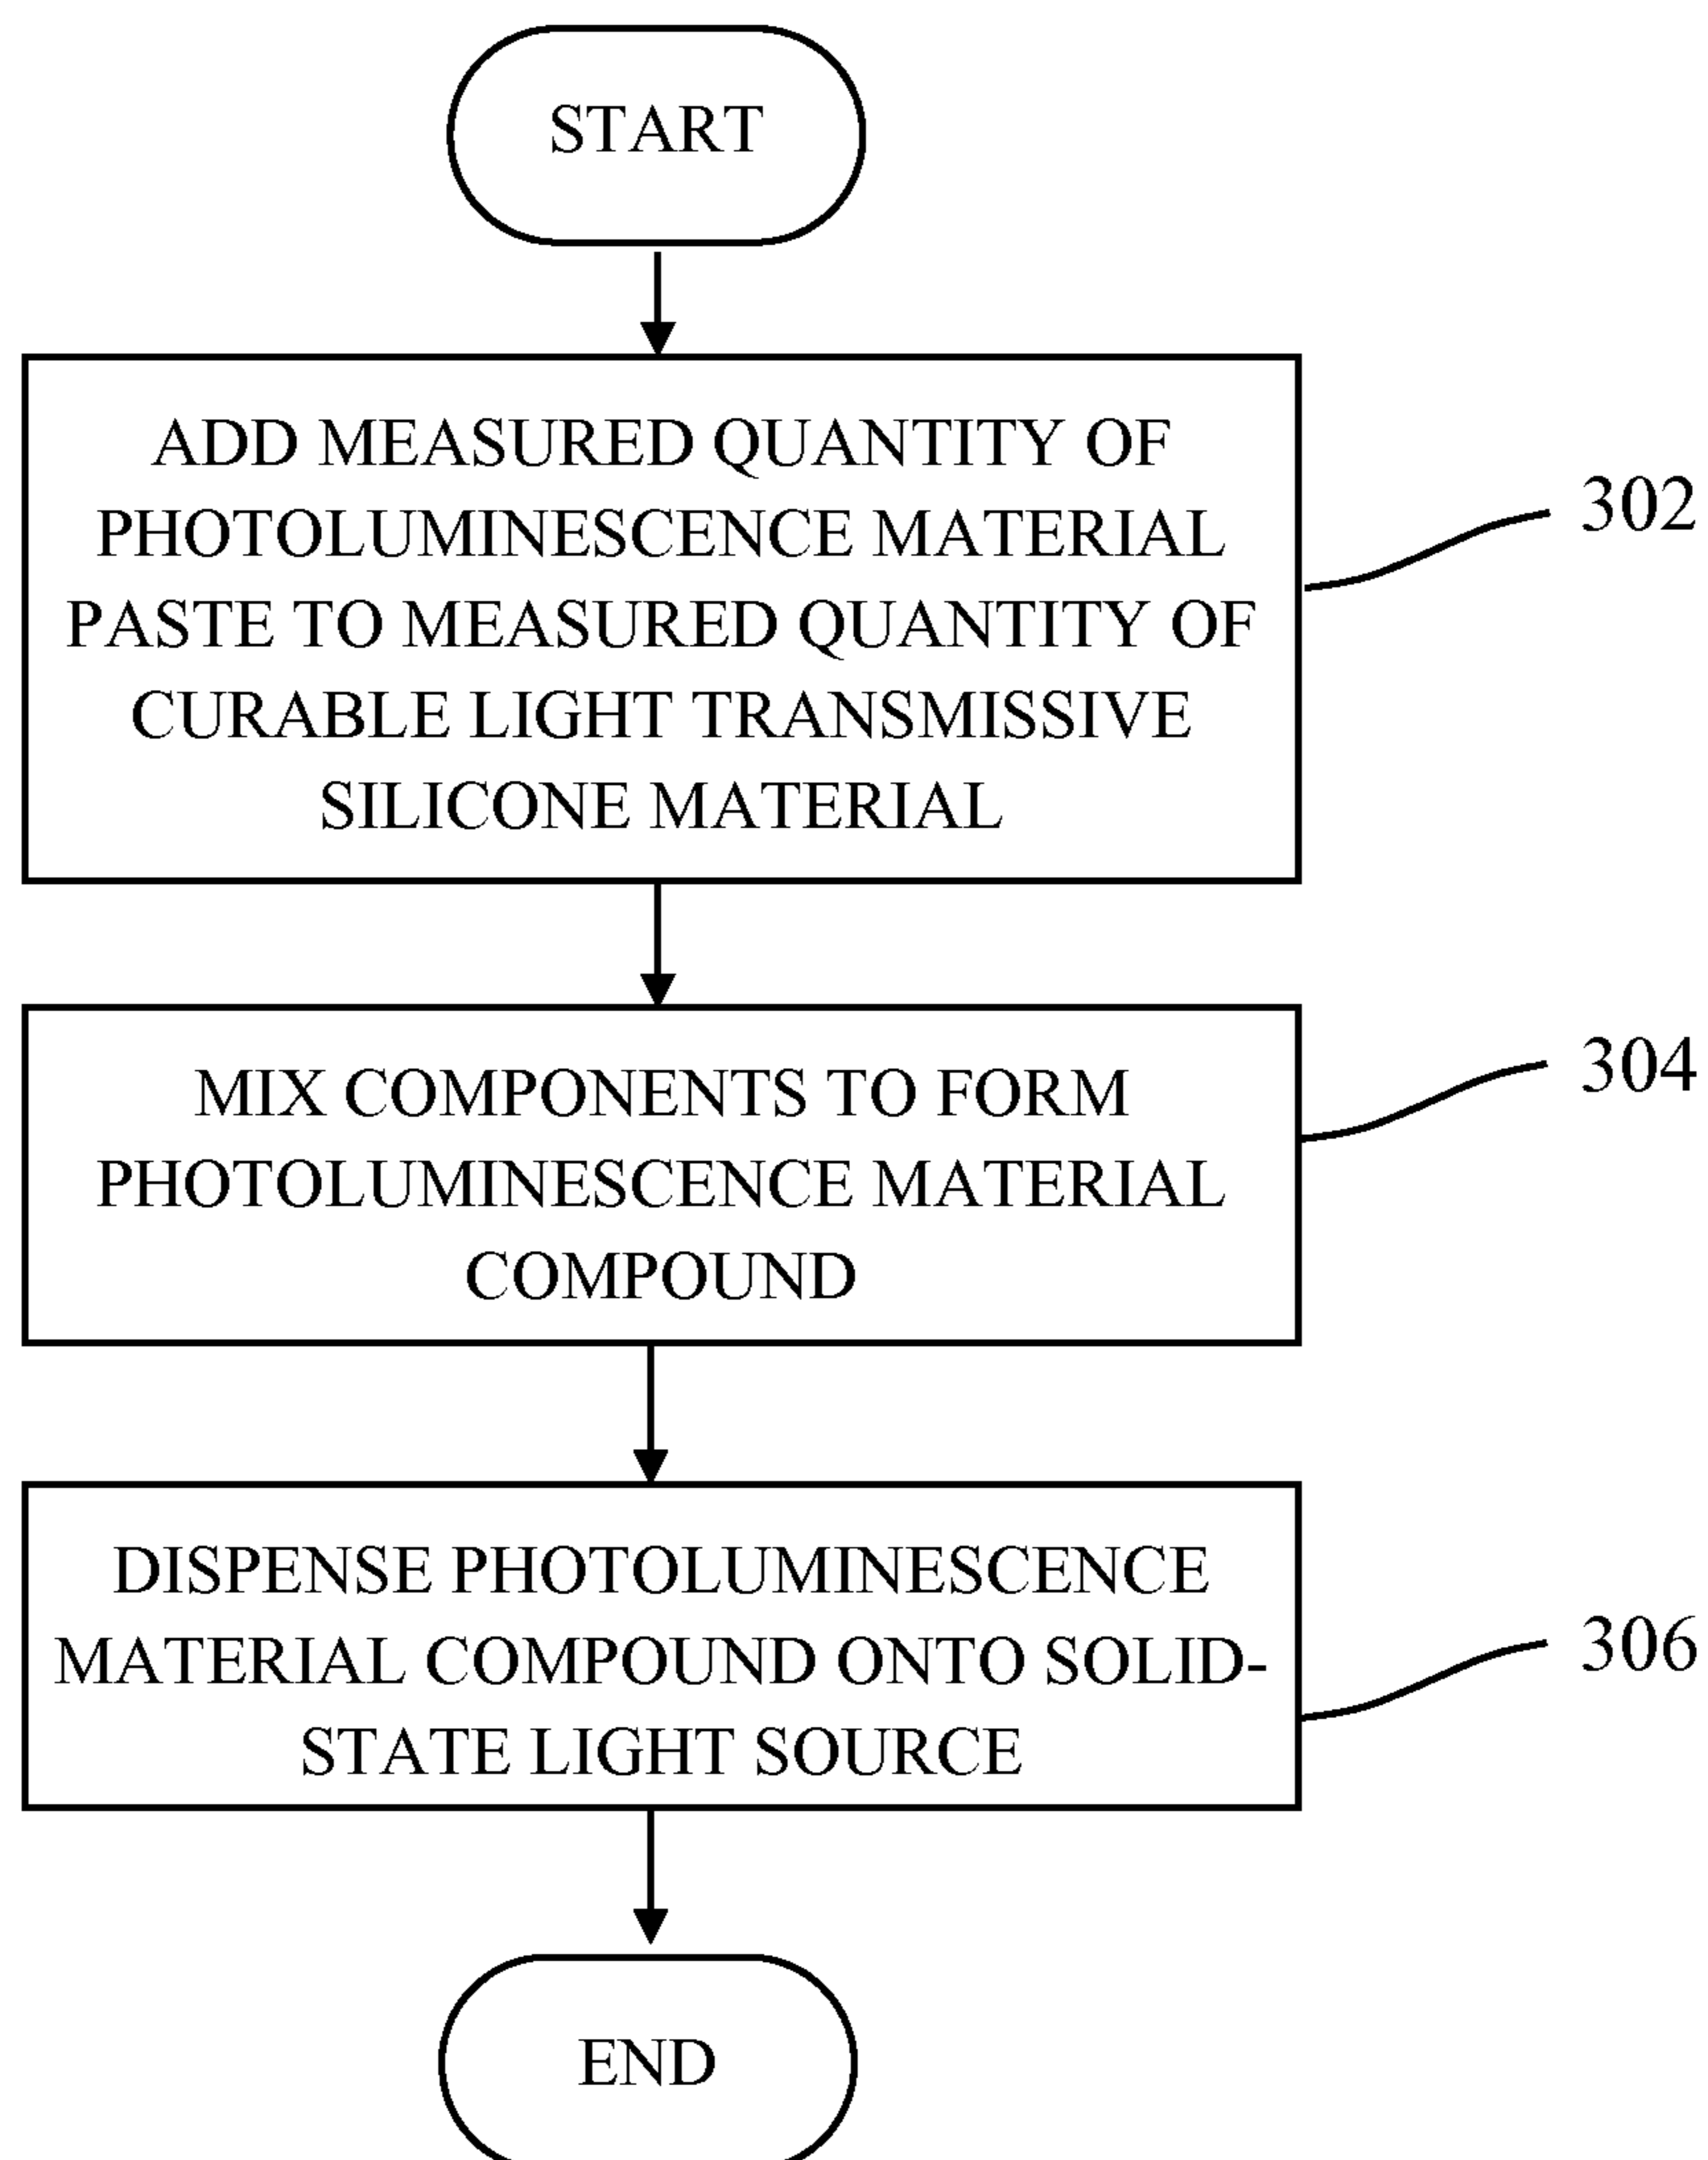 START
ADD MEASURED QUANTITY OF
PHOTOLUMINESCENCE MATERIAL
PASTE TO MEASURED QUANTITY OF
CURABLE LIGHT TRANSMISSIVE
SILICONE MATERIAL
302
MIX COMPONENTS TO FORM
PHOTOLUMINESCENCE MATERIAL
COMPOUND
304
DISPENSE PHOTOLUMINESCENCE
MATERIAL COMPOUND ONTO SOLID-
STATE LIGHT SOURCE
306
END